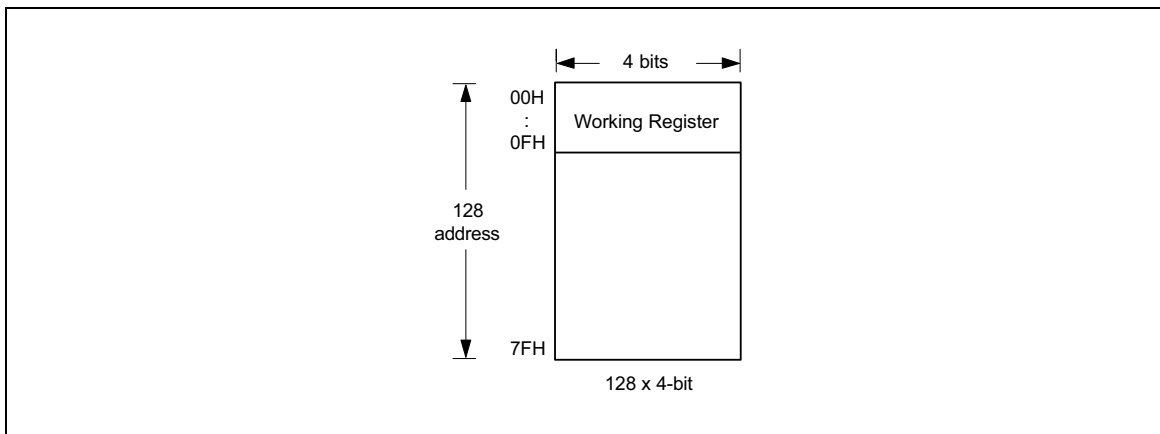 4 bits
00H
:
0FH
Working Register
128
address
7FH
128 x 4-bit